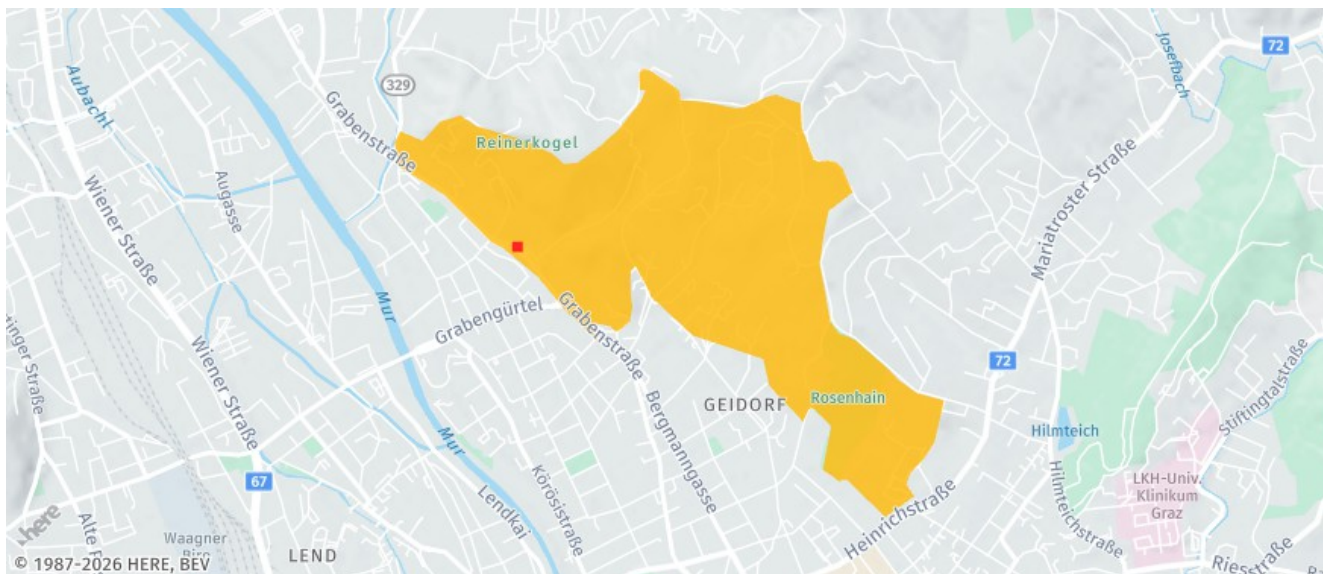 72
Josefbach
329
Aubachl
Grabenstraße
Reinerkogel
Mariatroster Straße
Augasse
Wiener Straße
Mur
Grabengürtel
Grabenstraße
Wiener Straße
72
Rosenhain
GEIDORF
Bergmanngasse
Hilmteich
Stiftingtalstraße
Mur
67
Körösistraße
Lendkai
Hilmteichstraße
LKH-Univ.
Klinikum
Graz
Heinrichstraße
Waagner
LEND
Riesstraße
here
© 1987-2026 HERE, BEV